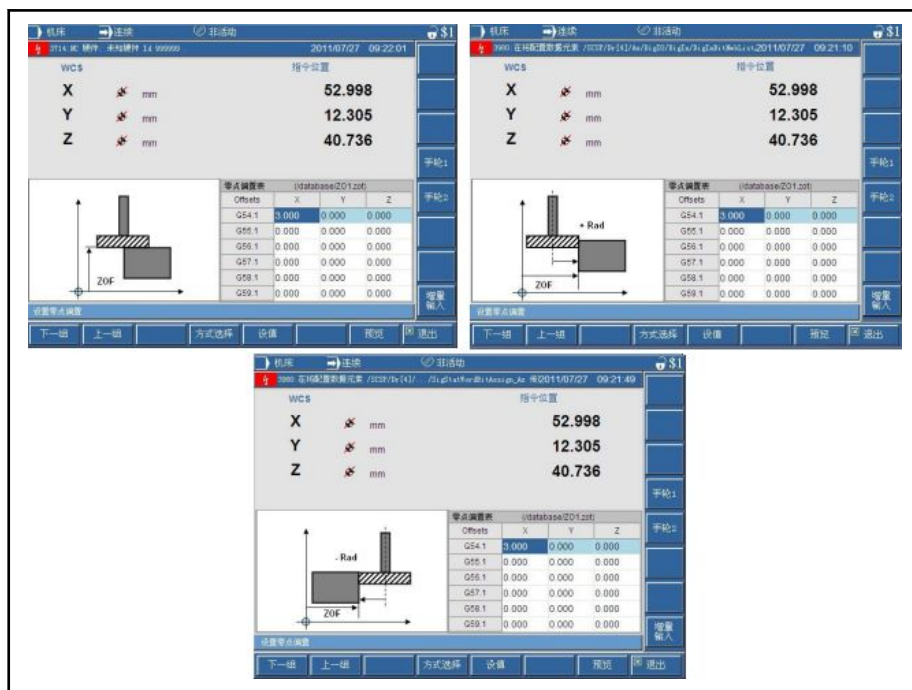 机床 连续 非活动 $1
3714 NC 硬件: 未知硬件 Id 999999 2011/07/27 09:22:01
WCS 指令位置
X mm 52.998
Y mm 12.305
Z mm 40.736
手轮1
手轮2
零点偏置表 (/database/ZO1.zot)
Offsets X Y Z
G54.1 3.000 0.000 0.000
G55.1 0.000 0.000 0.000
G56.1 0.000 0.000 0.000
G57.1 0.000 0.000 0.000
G58.1 0.000 0.000 0.000
G59.1 0.000 0.000 0.000
ZOF
增量
输入
设置零点偏置
下一组 上一组 方式选择 设值 预览 退出
机床 连续 非活动 $1
2011/07/27 09:21:10
WCS 指令位置
X mm 52.998
Y mm 12.305
Z mm 40.736
手轮1
手轮2
零点偏置表 (/database/ZO1.zot)
Offsets X Y Z
G54.1 3.000 0.000 0.000
G55.1 0.000 0.000 0.000
G56.1 0.000 0.000 0.000
G57.1 0.000 0.000 0.000
G58.1 0.000 0.000 0.000
G59.1 0.000 0.000 0.000
+ Rad
ZOF
增量
输入
设置零点偏置
下一组 上一组 方式选择 设值 预览 退出
机床 连续 非活动 $1
2011/07/27 09:21:49
WCS 指令位置
X mm 52.998
Y mm 12.305
Z mm 40.736
手轮1
手轮2
零点偏置表 (/database/ZO1.zot)
Offsets X Y Z
G54.1 3.000 0.000 0.000
G55.1 0.000 0.000 0.000
G56.1 0.000 0.000 0.000
G57.1 0.000 0.000 0.000
G58.1 0.000 0.000 0.000
G59.1 0.000 0.000 0.000
- Rad
ZOF
增量
输入
设置零点偏置
下一组 上一组 方式选择 设值 预览 退出